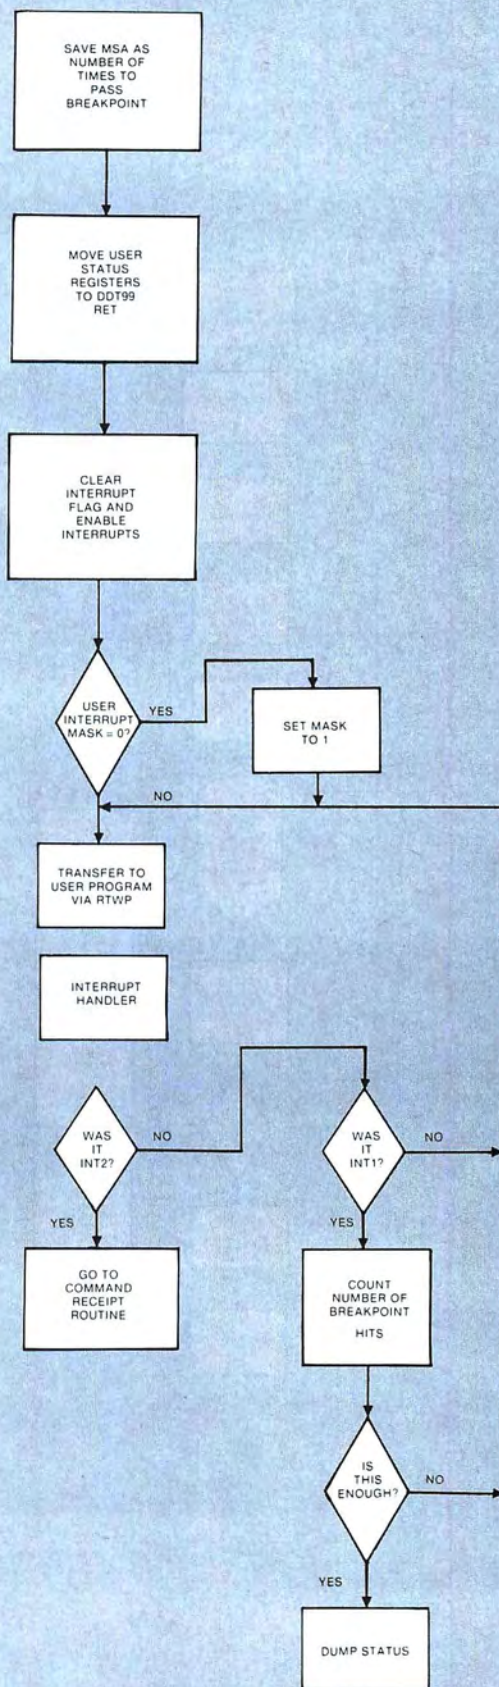 SAVE MSA AS
NUMBER OF
TIMES TO
PASS
BREAKPOINT
MOVE USER
STATUS
REGISTERS
TO DDT99
RET
CLEAR
INTERRUPT
FLAG AND
ENABLE
INTERRUPTS
USER
INTERRUPT
MASK = 0?
YES
SET MASK
TO 1
NO
TRANSFER TO
USER PROGRAM
VIA RTWP
INTERRUPT
HANDLER
WAS
IT
INT2?
NO
YES
GO TO
COMMAND
RECEIPT
ROUTINE
WAS
IT
INT1?
NO
YES
COUNT
NUMBER OF
BREAKPOINT
HITS
IS
THIS
ENOUGH?
NO
YES
DUMP STATUS